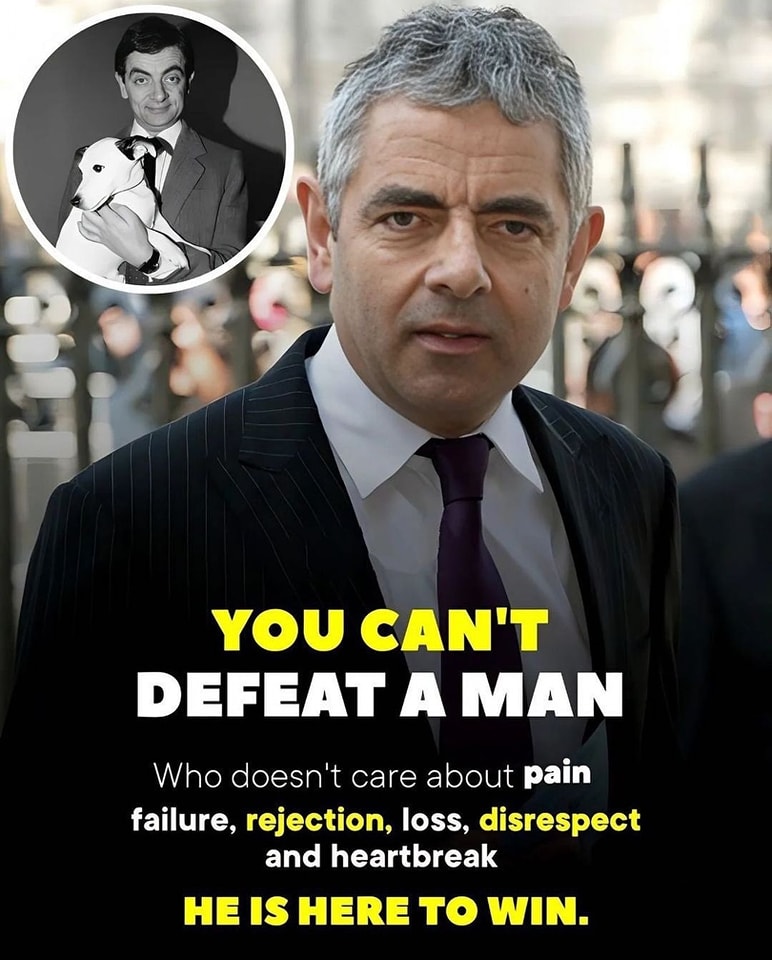 YOU CAN'T
DEFEAT A MAN
Who doesn't care about pain
failure, rejection, loss, disrespect
and heartbreak
HE IS HERE TO WIN.